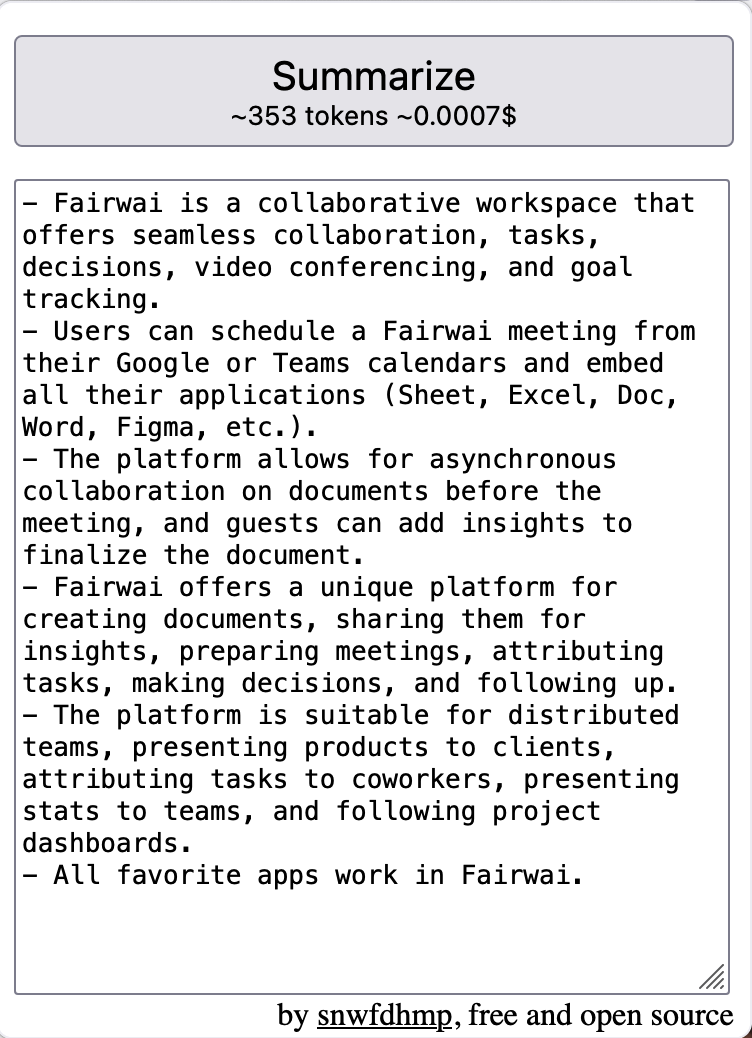 Summarize
~353 tokens ~0.0007$
– Fairwai is a collaborative workspace that
offers seamless collaboration, tasks,
decisions, video conferencing, and goal
tracking.
– Users can schedule a Fairwai meeting from
their Google or Teams calendars and embed
all their applications (Sheet, Excel, Doc,
Word, Figma, etc.).
– The platform allows for asynchronous
collaboration on documents before the
meeting, and guests can add insights to
finalize the document.
– Fairwai offers a unique platform for
creating documents, sharing them for
insights, preparing meetings, attributing
tasks, making decisions, and following up.
– The platform is suitable for distributed
teams, presenting products to clients,
attributing tasks to coworkers, presenting
stats to teams, and following project
dashboards.
– All favorite apps work in Fairwai.
by snwfdhmp, free and open source